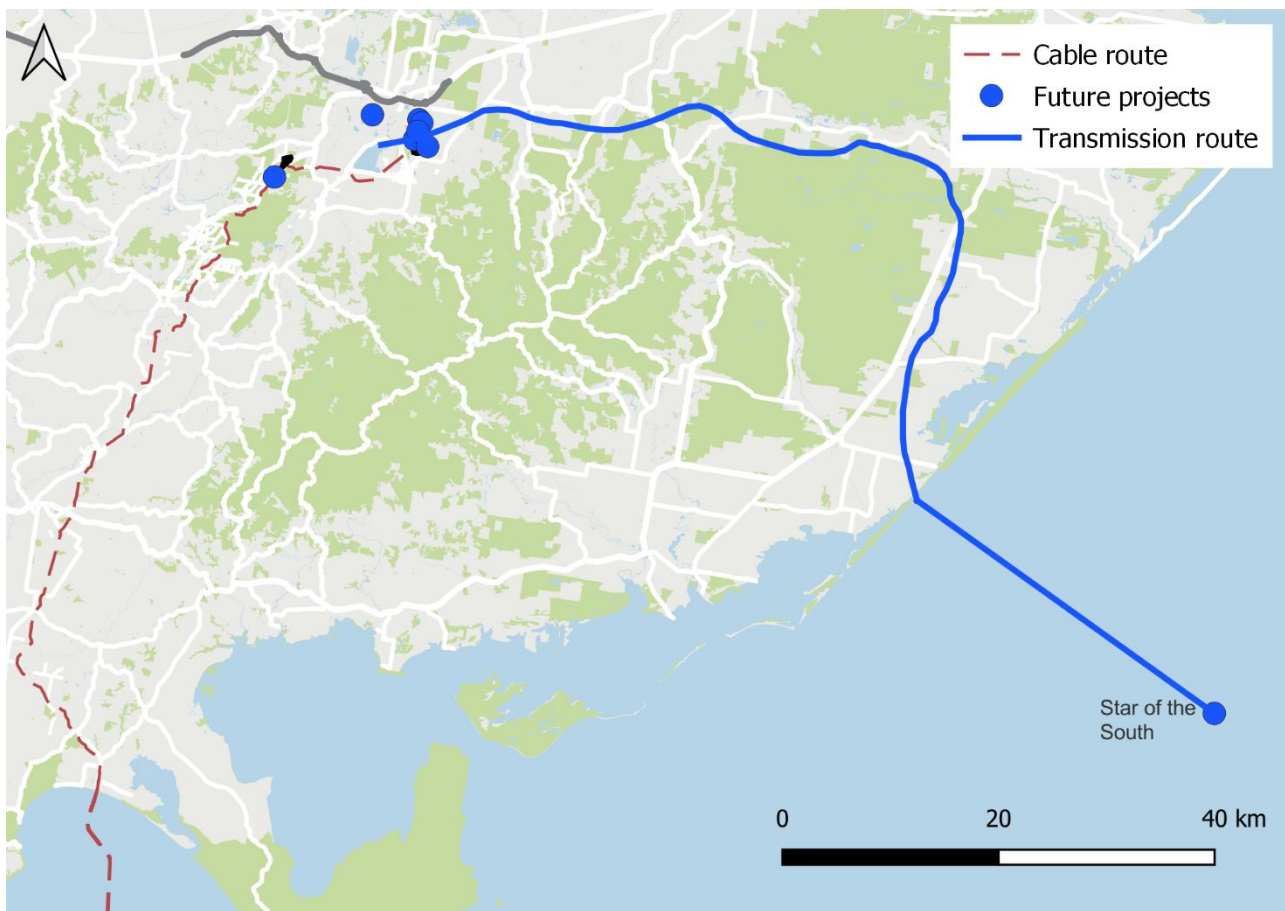 Cable route
Future projects
Transmission route
Star of the
South
0 20 40 km